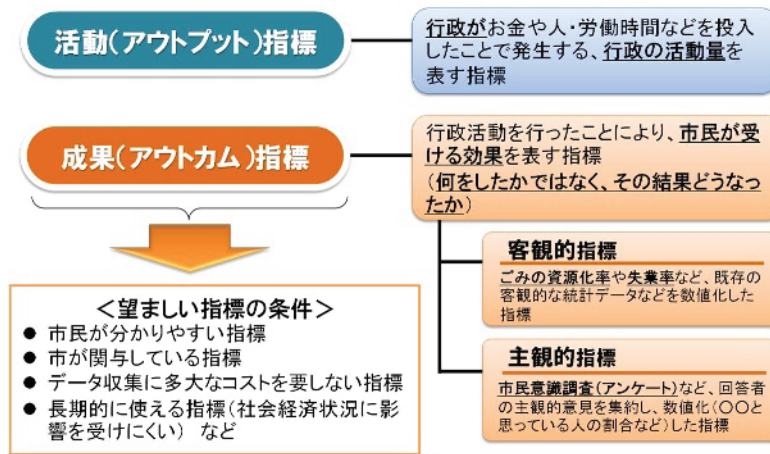 活動(アウトプット)指標
行政がお金や人・労働時間などを投入
したことで発生する、行政の活動量を
表す指標
成果(アウトカム)指標
行政活動を行ったことにより、市民が受
ける効果を表す指標
(何をしたかではなく、その結果どうなっ
たか)
客観的指標
ごみの資源化率や失業率など、既存の
客観的な統計データなどを数値化した
指標
主観的指標
市民意識調査(アンケート)など、回答者
の主観的意見を集約し、数値化(〇〇と
思っている人の割合など)した指標
<望ましい指標の条件>
● 市民が分かりやすい指標
● 市が関与している指標
● データ収集に多大なコストを要しない指標
● 長期的に使える指標(社会経済状況に影
響を受けにくい) など